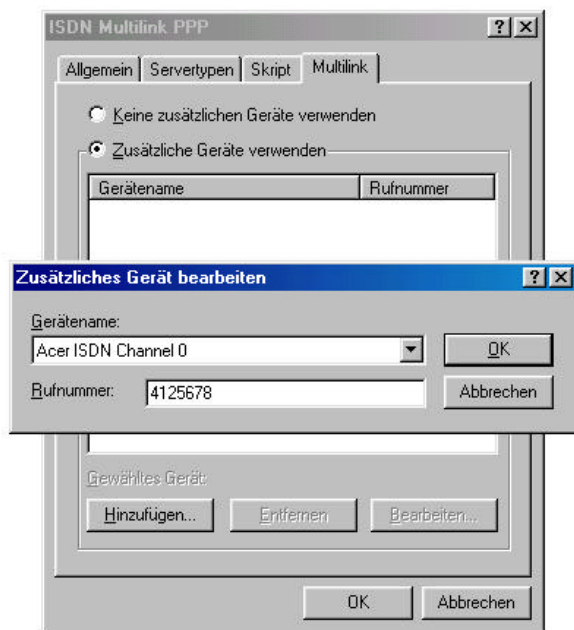 ISDN Multilink PPP
Allgemein Servertypen Skript Multilink
Keine zusätzlichen Geräte verwenden
Zusätzliche Geräte verwenden
Gerätename Rufnummer
Zusätzliches Gerät bearbeiten
Gerätename:
Acer ISDN Channel 0 OK
Rufnummer: 4125678 Abbrechen
Gewähltes Gerät:
Hinzufügen... Entfernen Bearbeiten...
OK Abbrechen